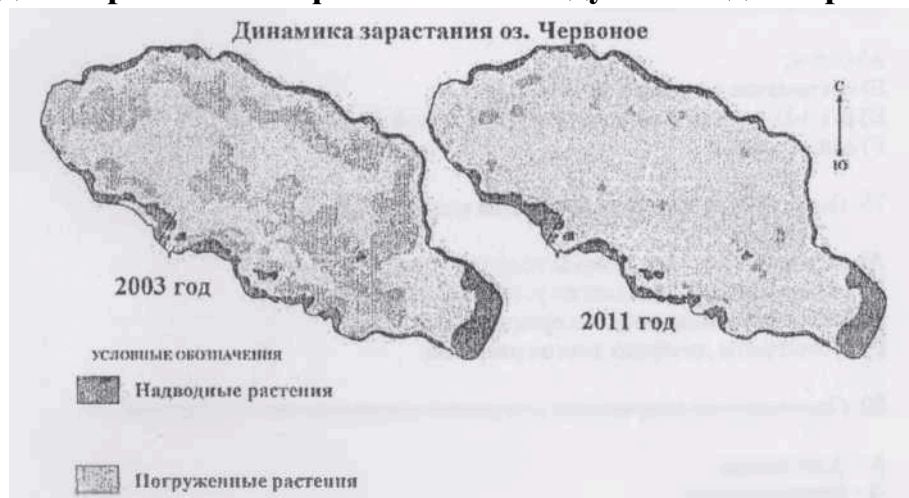 Динамика зарастания оз. Червоное
С
Ю
2003 год
2011 год
УСЛОВНЫЕ ОБОЗНАЧЕНИЯ
Надводные растения
Погруженные растения